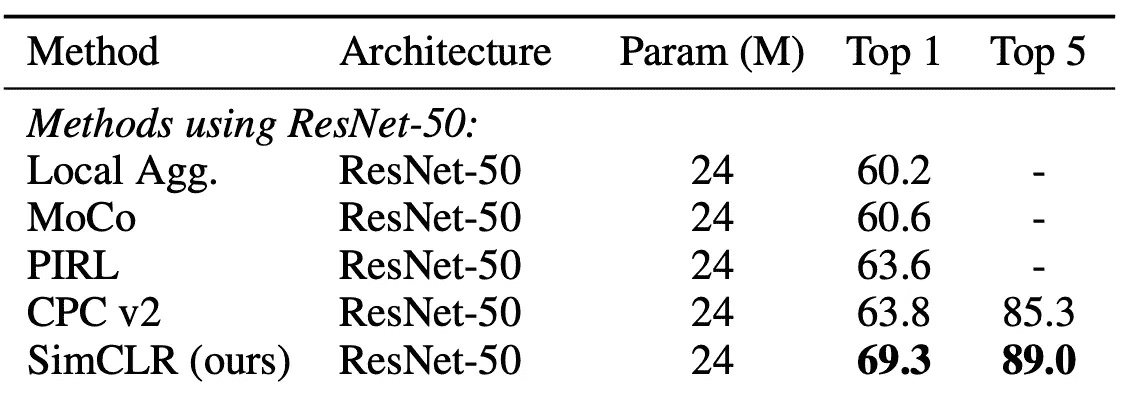 Method Architecture Param (M) Top 1 Top 5
Methods using ResNet-50:
Local Agg. ResNet-50 24 60.2 -
MoCo ResNet-50 24 60.6 -
PIRL ResNet-50 24 63.6 -
CPC v2 ResNet-50 24 63.8 85.3
SimCLR (ours) ResNet-50 24 69.3 89.0